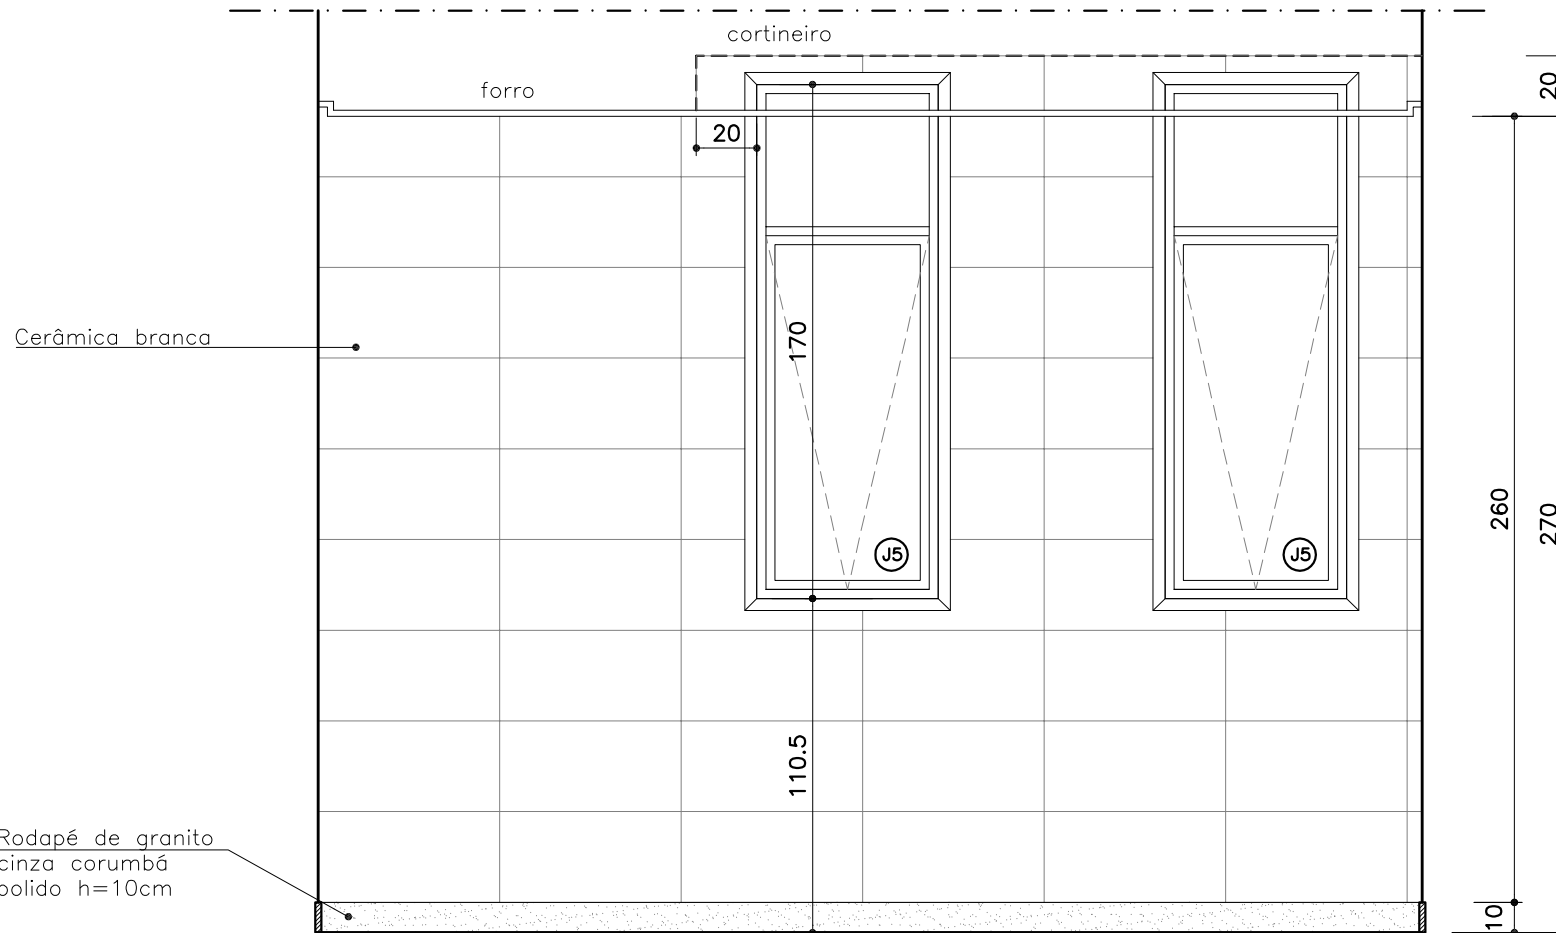 cortineiro
forro
20
20
Cerâmica branca
170
260
270
J5
J5
110.5
Rodapé de granito
cinza corumbá
polido h=10cm
10